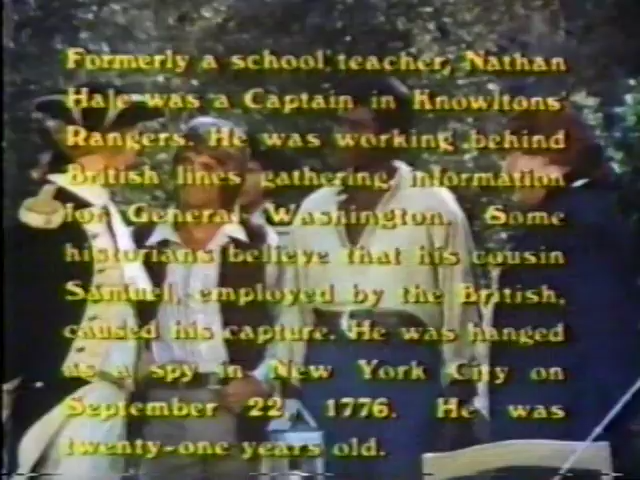 Formerly a school teacher, Nathan
Hale was a Captain in Knowltons'
Rangers. He was working behind
British lines gathering information
for General Washington. Some
historians believe that his cousin
Samuel, employed by the British,
caused his capture. He was hanged
as a spy in New York City on
September 22, 1776. He was
twenty-one years old.